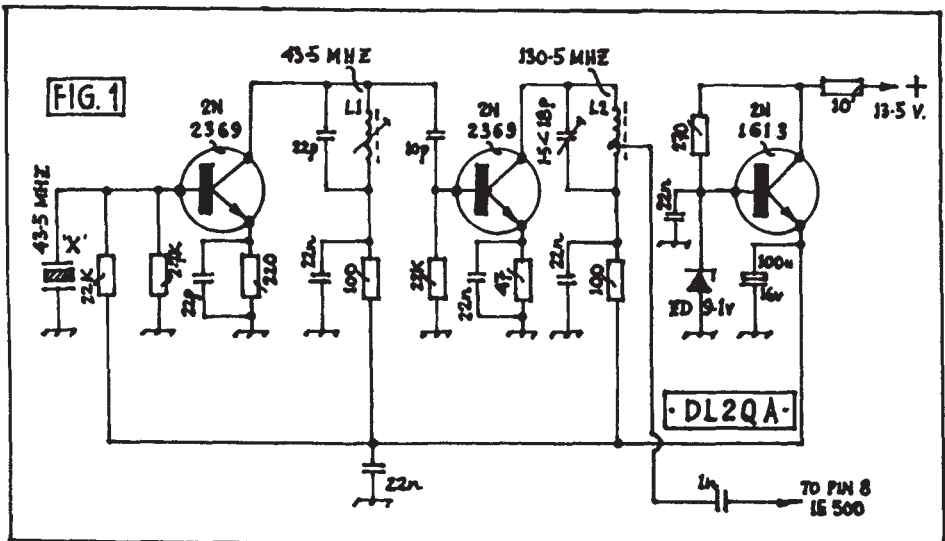 FIG. 1
43·5 MHZ
130·5 MHZ
2N
2369
22p
L1
10p
2N
2369
1·5<18p
L2
270
2N
1613
10
+
13·5 V.
43·5 MHZ
'X'
22K
22p
220
22n
100
22K
22n
47
22n
100
22n
ZD 9·1v
100u
16v
· DL2QA ·
22n
1n
TO PIN 8
IE 500